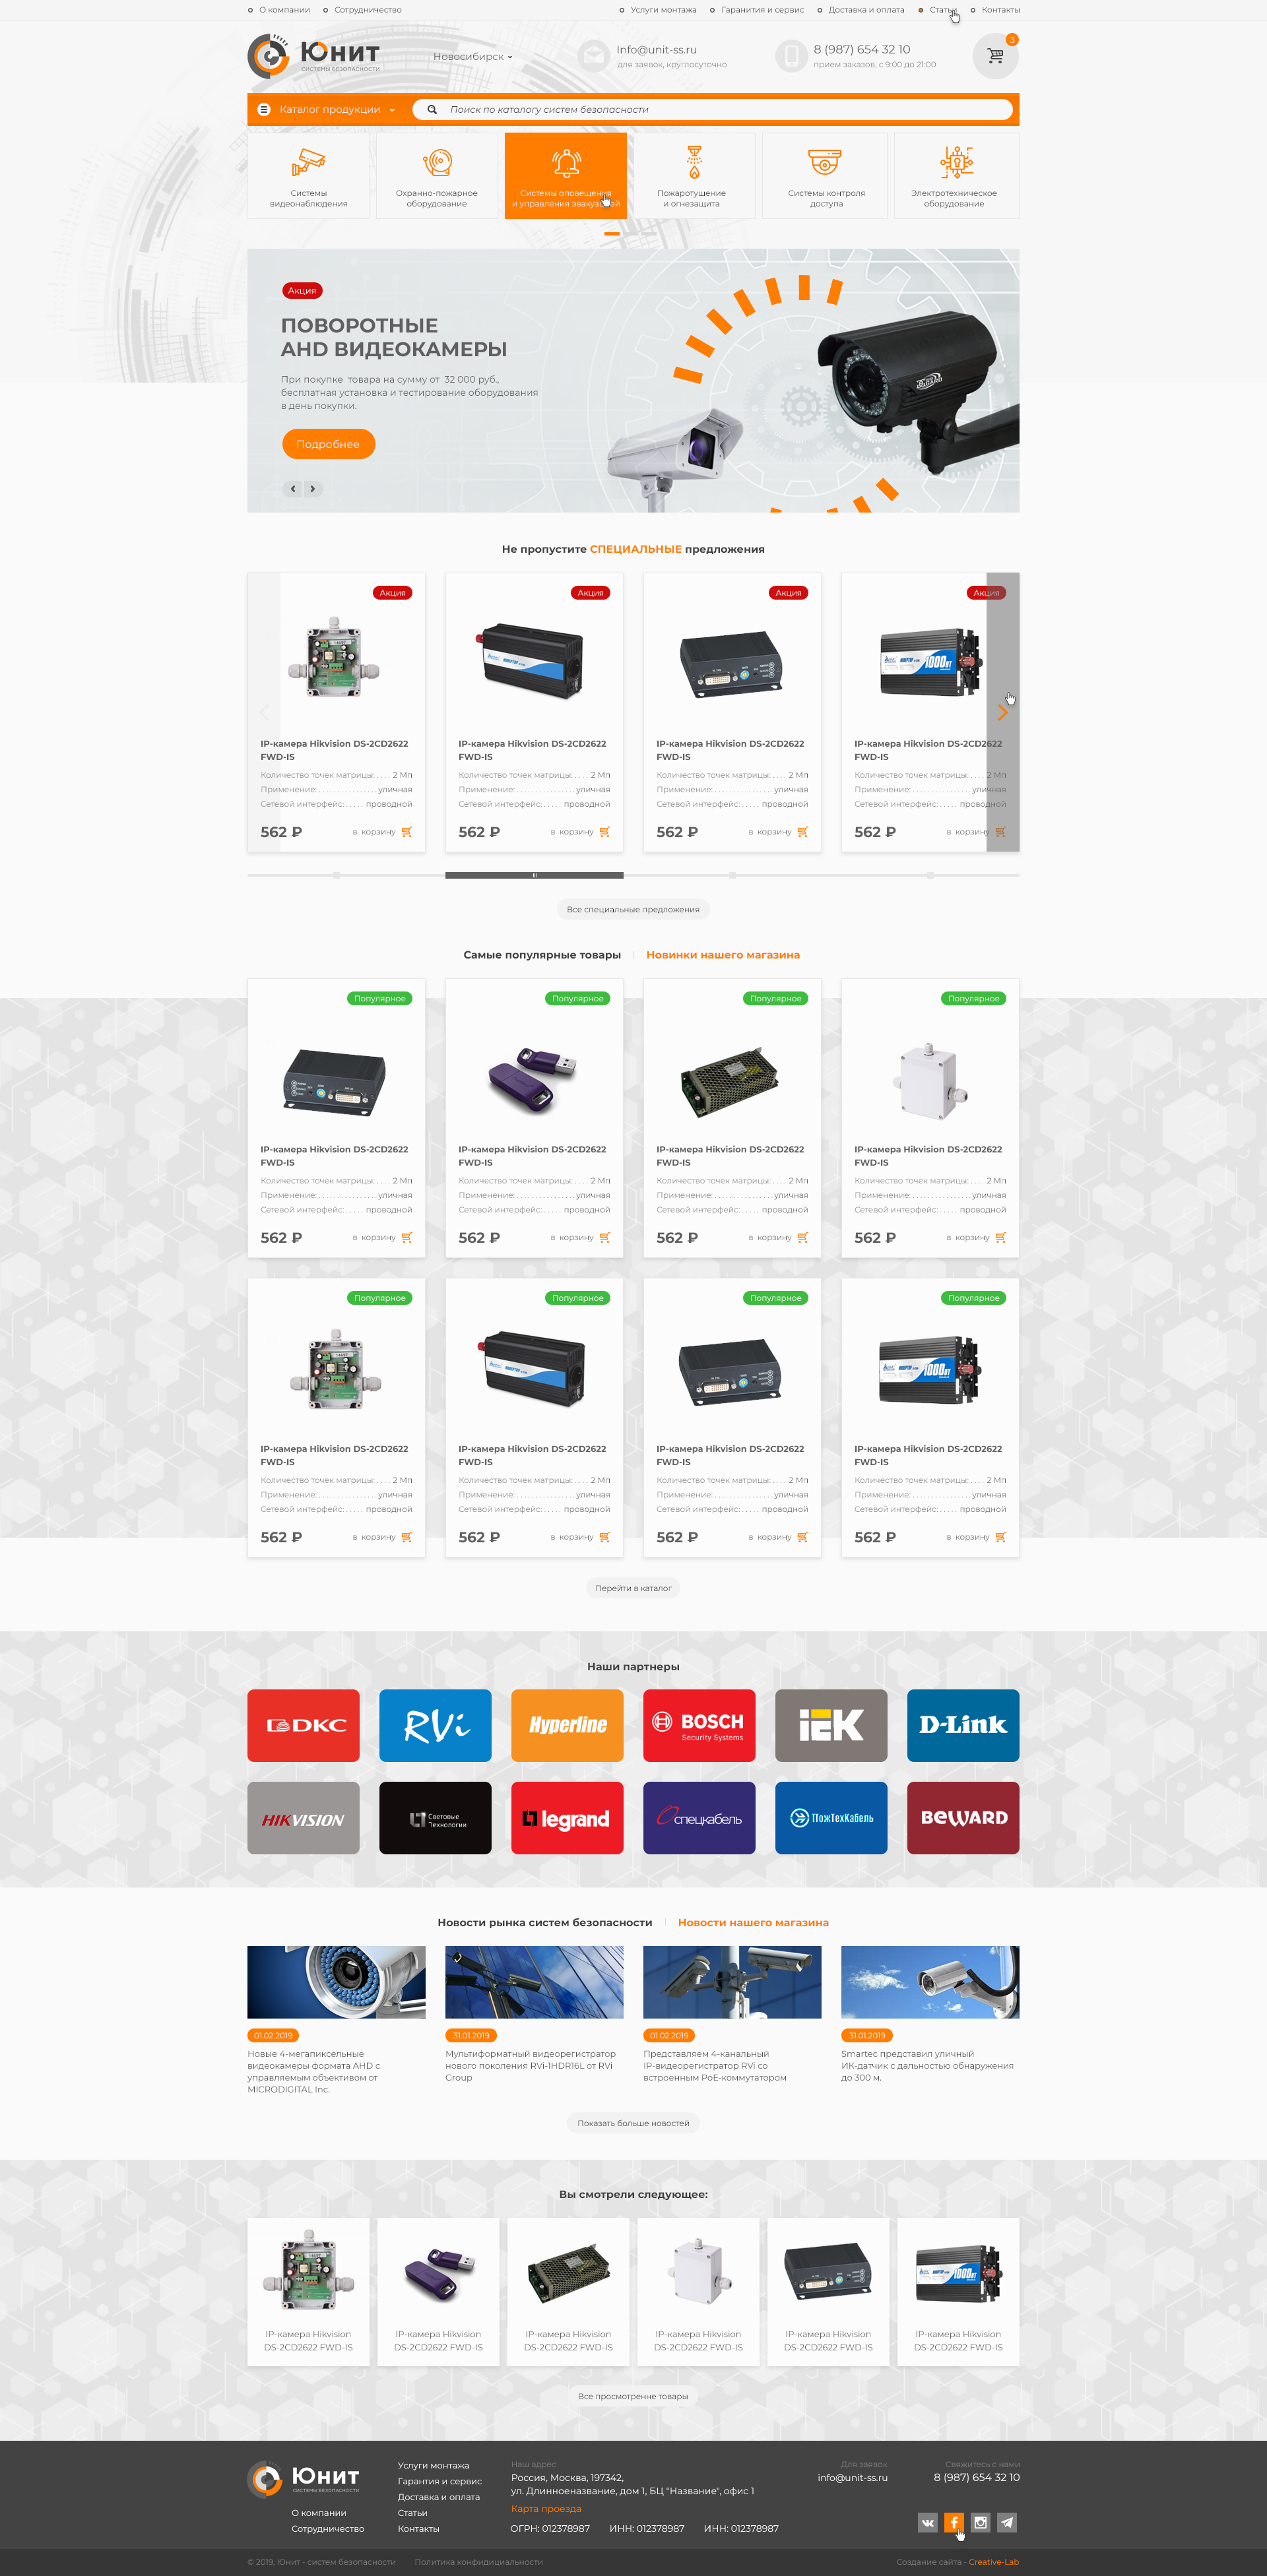 О компании
Сотрудничество
Услуги монтажа
Гарантия и сервис
Доставка и оплата
Статьи
Контакты
Юнит
СИСТЕМЫ БЕЗОПАСНОСТИ
Новосибирск
Info@unit-ss.ru
для заявок, круглосуточно
8 (987) 654 32 10
прием заказов, с 9:00 до 21:00
3
Каталог продукции
Поиск по каталогу систем безопасности
Системы
видеонаблюдения
Охранно-пожарное
оборудование
Системы оповещения
и управления эвакуацией
Пожаротушение
и огнезащита
Системы контроля
доступа
Электротехническое
оборудование
Акция
ПОВОРОТНЫЕ
AHD ВИДЕОКАМЕРЫ
При покупке товара на сумму от 32 000 руб.,
бесплатная установка и тестирование оборудования
в день покупки.
Подробнее
Не пропустите СПЕЦИАЛЬНЫЕ предложения
Акция
IP-камера Hikvision DS-2CD2622
FWD-IS
Количество точек матрицы: .... 2 Мп
Применение: ................ уличная
Сетевой интерфейс: ..... проводной
562 ₽
в корзину
Акция
ИНВЕРТОР
IP-камера Hikvision DS-2CD2622
FWD-IS
Количество точек матрицы: .... 2 Мп
Применение: ................ уличная
Сетевой интерфейс: ..... проводной
562 ₽
в корзину
Акция
IP-камера Hikvision DS-2CD2622
FWD-IS
Количество точек матрицы: .... 2 Мп
Применение: ................ уличная
Сетевой интерфейс: ..... проводной
562 ₽
в корзину
Акция
ИНВЕРТОР
1000ВТ
IP-камера Hikvision DS-2CD2622
FWD-IS
Количество точек матрицы: .... 2 Мп
Применение: ................ уличная
Сетевой интерфейс: ..... проводной
562 ₽
в корзину
Все специальные предложения
Самые популярные товары
Новинки нашего магазина
Популярное
IP-камера Hikvision DS-2CD2622
FWD-IS
Количество точек матрицы: .... 2 Мп
Применение: ................ уличная
Сетевой интерфейс: ..... проводной
562 ₽
в корзину
Популярное
IP-камера Hikvision DS-2CD2622
FWD-IS
Количество точек матрицы: .... 2 Мп
Применение: ................ уличная
Сетевой интерфейс: ..... проводной
562 ₽
в корзину
Популярное
IP-камера Hikvision DS-2CD2622
FWD-IS
Количество точек матрицы: .... 2 Мп
Применение: ................ уличная
Сетевой интерфейс: ..... проводной
562 ₽
в корзину
Популярное
IP-камера Hikvision DS-2CD2622
FWD-IS
Количество точек матрицы: .... 2 Мп
Применение: ................ уличная
Сетевой интерфейс: ..... проводной
562 ₽
в корзину
Популярное
IP-камера Hikvision DS-2CD2622
FWD-IS
Количество точек матрицы: .... 2 Мп
Применение: ................ уличная
Сетевой интерфейс: ..... проводной
562 ₽
в корзину
Популярное
ИНВЕРТОР
IP-камера Hikvision DS-2CD2622
FWD-IS
Количество точек матрицы: .... 2 Мп
Применение: ................ уличная
Сетевой интерфейс: ..... проводной
562 ₽
в корзину
Популярное
IP-камера Hikvision DS-2CD2622
FWD-IS
Количество точек матрицы: .... 2 Мп
Применение: ................ уличная
Сетевой интерфейс: ..... проводной
562 ₽
в корзину
Популярное
ИНВЕРТОР
1000ВТ
IP-камера Hikvision DS-2CD2622
FWD-IS
Количество точек матрицы: .... 2 Мп
Применение: ................ уличная
Сетевой интерфейс: ..... проводной
562 ₽
в корзину
Перейти в каталог
Наши партнеры
DKC
RVi
Hyperline
BOSCH
Security Systems
IEK
D-Link
HIKVISION
Световые
Технологии
legrand
спецкабель
ПожТехКабель
BEWARD
Новости рынка систем безопасности
Новости нашего магазина
01.02.2019
Новые 4-мегапиксельные
видеокамеры формата AHD с
управляемым объективом от
MICRODIGITAL Inc.
31.01.2019
Мультиформатный видеорегистратор
нового поколения RVi-1HDR16L от RVi
Group
01.02.2019
Представляем 4-канальный
IP-видеорегистратор RVi со
встроенным PoE-коммутатором
31.01.2019
Smartec представил уличный
ИК-датчик с дальностью обнаружения
до 300 м.
Показать больше новостей
Вы смотрели следующее:
IP-камера Hikvision
DS-2CD2622 FWD-IS
IP-камера Hikvision
DS-2CD2622 FWD-IS
IP-камера Hikvision
DS-2CD2622 FWD-IS
IP-камера Hikvision
DS-2CD2622 FWD-IS
IP-камера Hikvision
DS-2CD2622 FWD-IS
1000ВТ
IP-камера Hikvision
DS-2CD2622 FWD-IS
Все просмотренне товары
Юнит
СИСТЕМЫ БЕЗОПАСНОСТИ
О компании
Сотрудничество
Услуги монтажа
Гарантия и сервис
Доставка и оплата
Статьи
Контакты
Наш адрес
Россия, Москва, 197342,
ул. Длинноеназвание, дом 1, БЦ "Название", офис 1
Карта проезда
ОГРН: 012378987
ИНН: 012378987
ИНН: 012378987
Для заявок
info@unit-ss.ru
Свяжитесь с нами
8 (987) 654 32 10
© 2019, Юнит - систем безопасности
Политика конфидициальности
Создание сайта - Creative-Lab